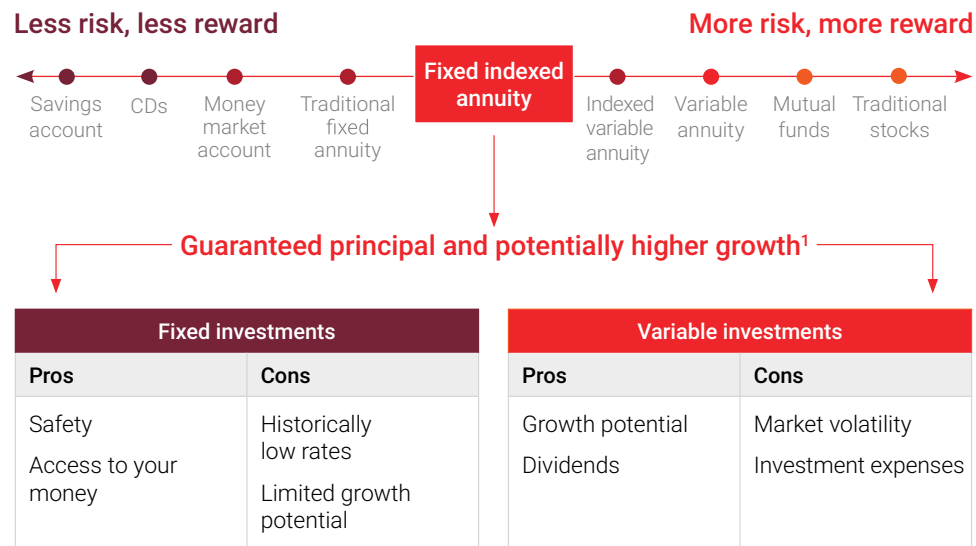 Less risk, less reward
More risk, more reward
Fixed indexed
annuity
Savings
account
CDs
Money
market
account
Traditional
fixed
annuity
Indexed
variable
annuity
Variable
annuity
Mutual
funds
Traditional
stocks
Guaranteed principal and potentially higher growth¹
Fixed investments
Pros
Cons
Safety
Access to your
money
Historically
low rates
Limited growth
potential
Variable investments
Pros
Cons
Growth potential
Dividends
Market volatility
Investment expenses